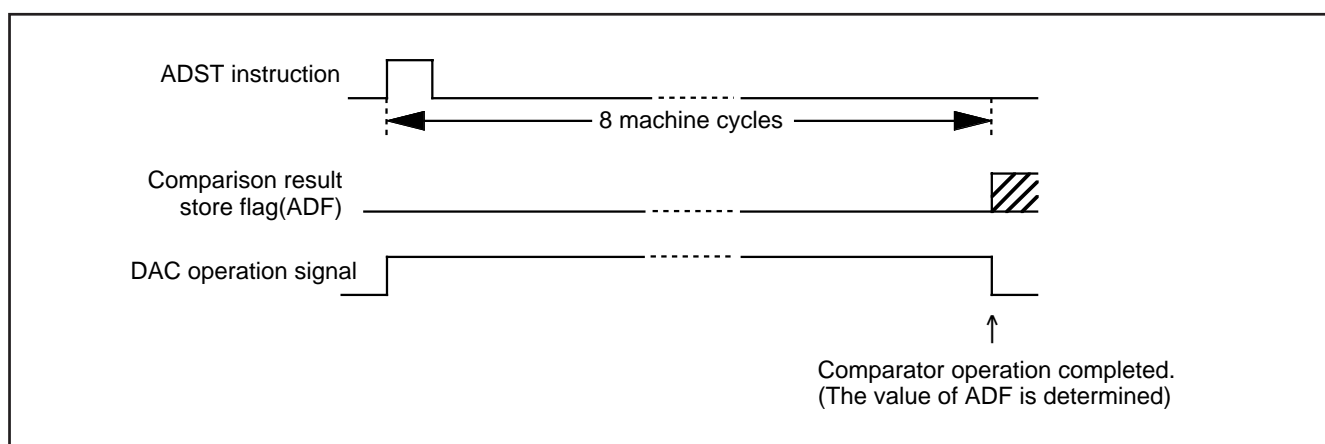 ADST instruction
8 machine cycles
Comparison result
store flag(ADF)
DAC operation signal
Comparator operation completed.
(The value of ADF is determined)